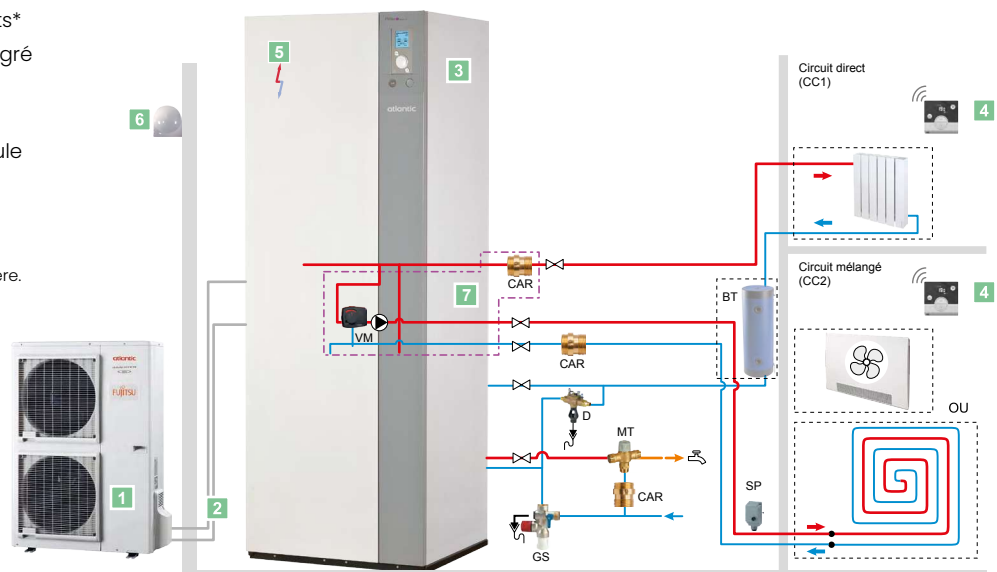 ts*
gré
ule
ère.
6
5
3
atlantic
Circuit direct
(CC1)
4
CAR
7
VM
CAR
BT
Circuit mélangé
(CC2)
4
OU
atlantic
FUJITSU
1
2
D
MT
CAR
GS
SP